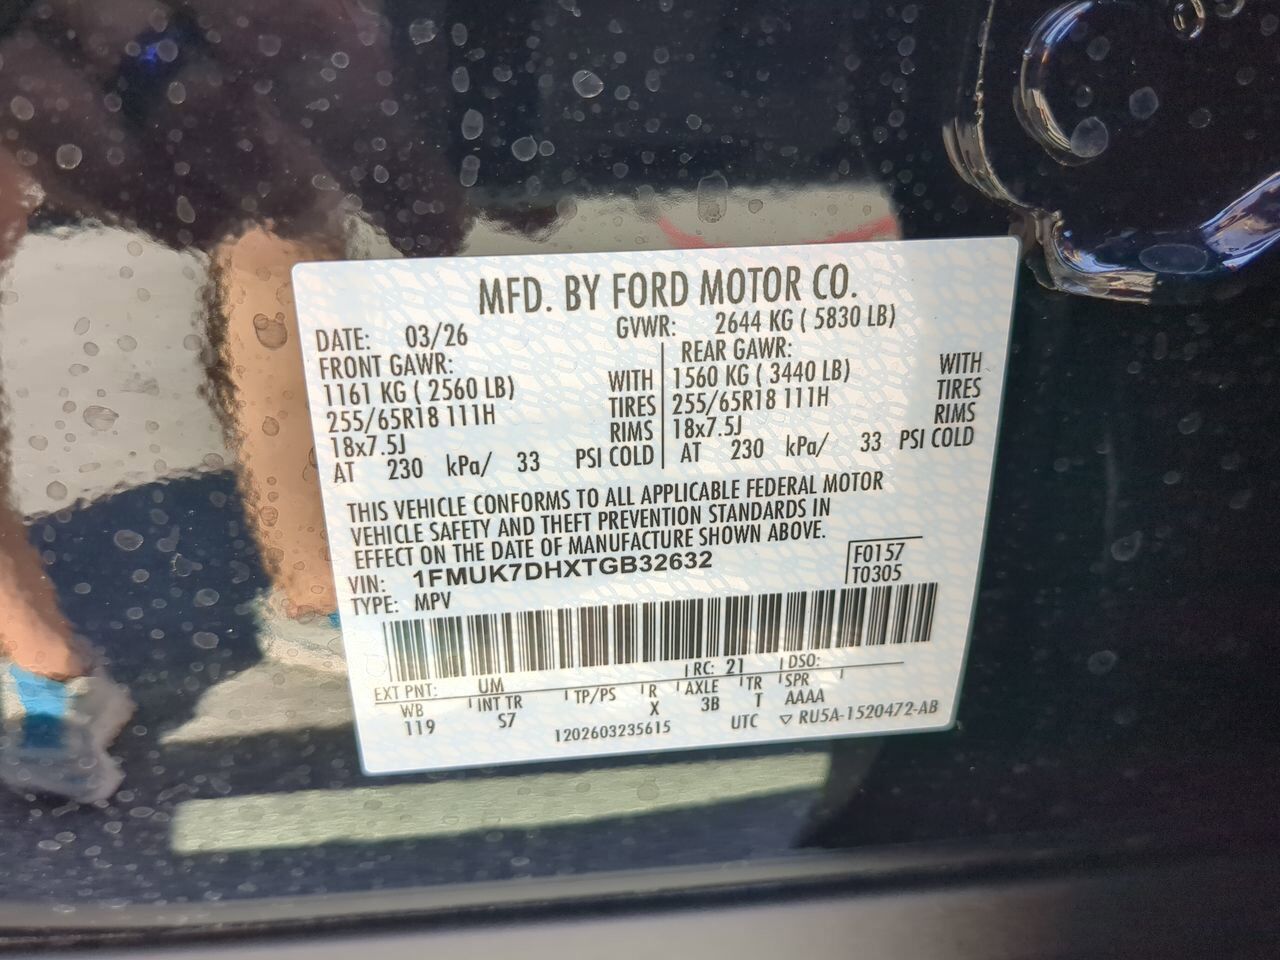 MFD. BY FORD MOTOR CO.
DATE: 03/26 GVWR: 2644 KG ( 5830 LB)
FRONT GAWR: REAR GAWR:
1161 KG ( 2560 LB) WITH 1560 KG ( 3440 LB) WITH
255/65R18 111H TIRES 255/65R18 111H TIRES
18x7.5J RIMS 18x7.5J RIMS
AT 230 kPa/ 33 PSI COLD AT 230 kPa/ 33 PSI COLD
THIS VEHICLE CONFORMS TO ALL APPLICABLE FEDERAL MOTOR
VEHICLE SAFETY AND THEFT PREVENTION STANDARDS IN
EFFECT ON THE DATE OF MANUFACTURE SHOWN ABOVE.
VIN: 1FMUK7DHXTGB32632 F0157
TYPE: MPV T0305
EXT PNT: UM RC: 21 DSO:
WB INT TR TP/PS R AXLE TR SPR
119 S7 X 3B T AAAA
1202603235615 UTC ▽ RU5A-1520472-AB